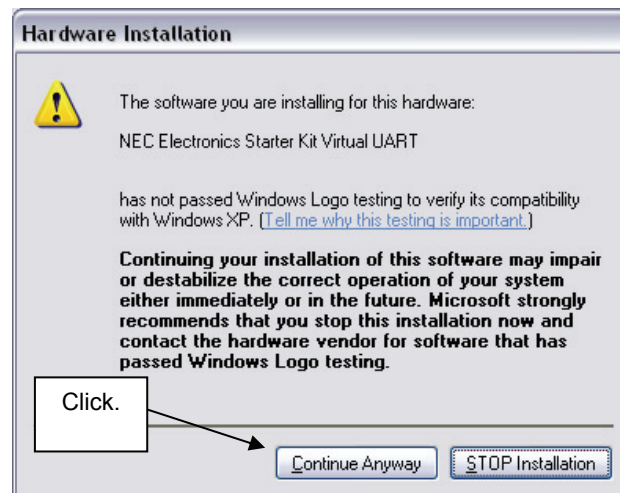 Hardware Installation
The software you are installing for this hardware:
NEC Electronics Starter Kit Virtual UART
has not passed Windows Logo testing to verify its compatibility
with Windows XP. (Tell me why this testing is important.)
Continuing your installation of this software may impair
or destabilize the correct operation of your system
either immediately or in the future. Microsoft strongly
recommends that you stop this installation now and
contact the hardware vendor for software that has
passed Windows Logo testing.
Click.
Continue Anyway STOP Installation